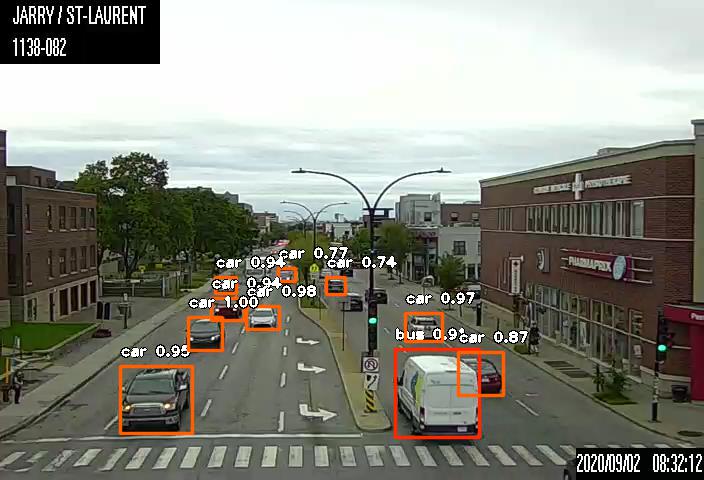 JARRY / ST-LAURENT
1138-082
car 0.77
car 0.94
car 0.74
car 0.94
car 0.98
car 1.00
car 0.97
bus 0.91
car 0.87
car 0.95
PHARMAPRIX
2020/09/02 08:32:12